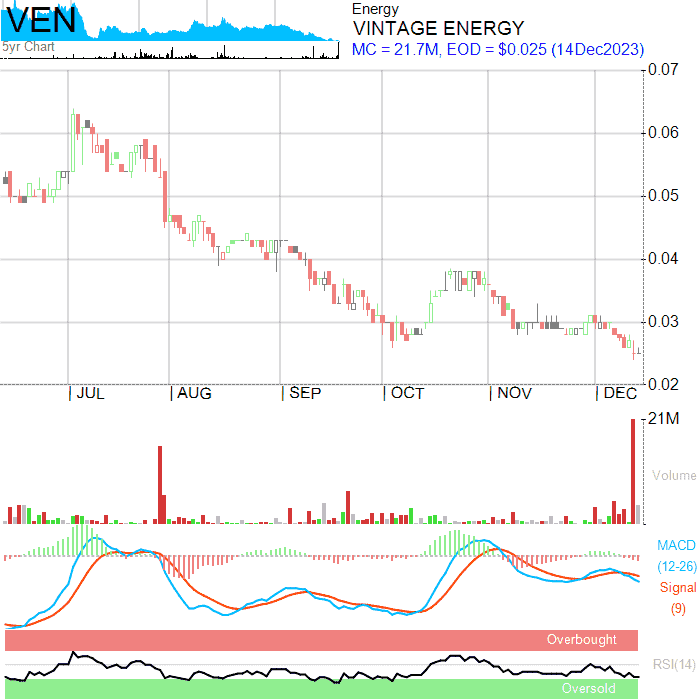 VEN
5yr Chart
Energy
VINTAGE ENERGY
MC = 21.7M, EOD = $0.025 (14Dec2023)
0.07
0.06
0.05
0.04
0.03
0.02
JUL AUG SEP OCT NOV DEC
21M
Volume
MACD
(12-26)
Signal
(9)
Overbought
RSI(14)
Oversold